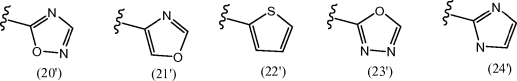 N N S O N
O-N O N-N N
(20') (21') (22') (23') (24')